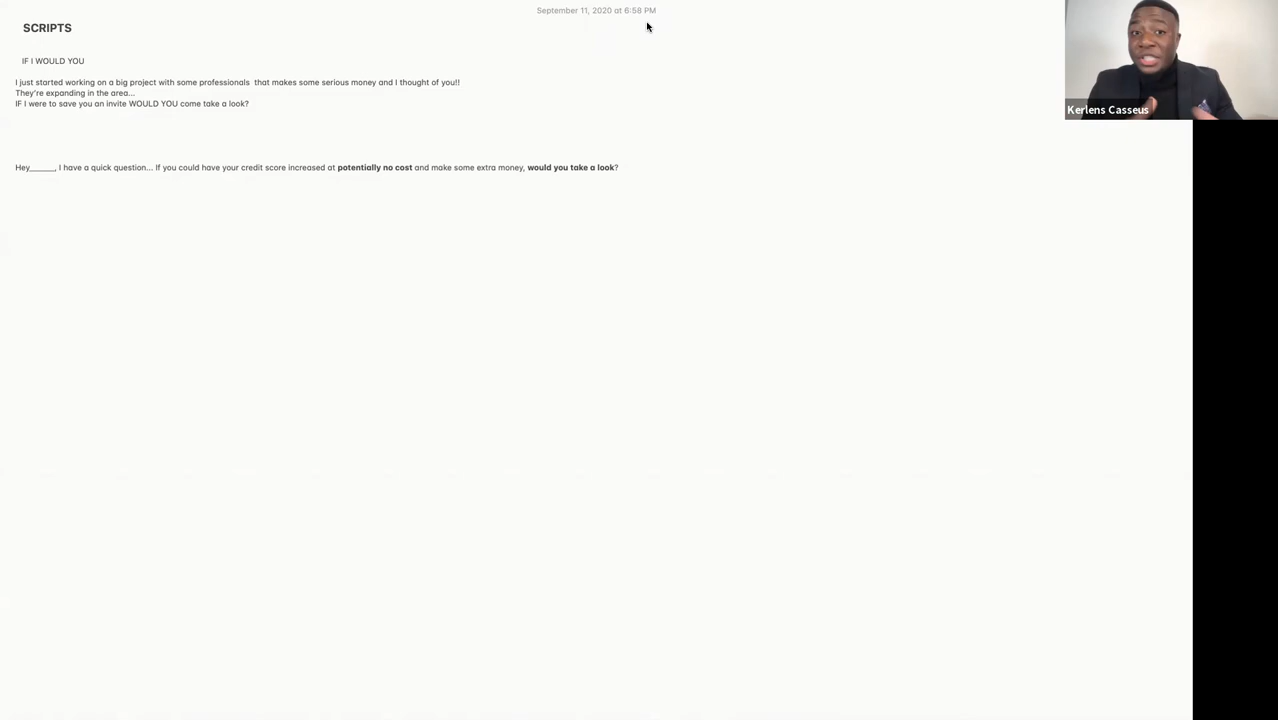 September 11, 2020 at 6:58 PM
SCRIPTS
IF I WOULD YOU
I just started working on a big project with some professionals  that makes some serious money and I thought of you!!
They're expanding in the area...
IF I were to save you an invite WOULD YOU come take a look?
Hey______, I have a quick question... If you could have your credit score increased at potentially no cost and make some extra money, would you take a look?
Kerlens Casseus